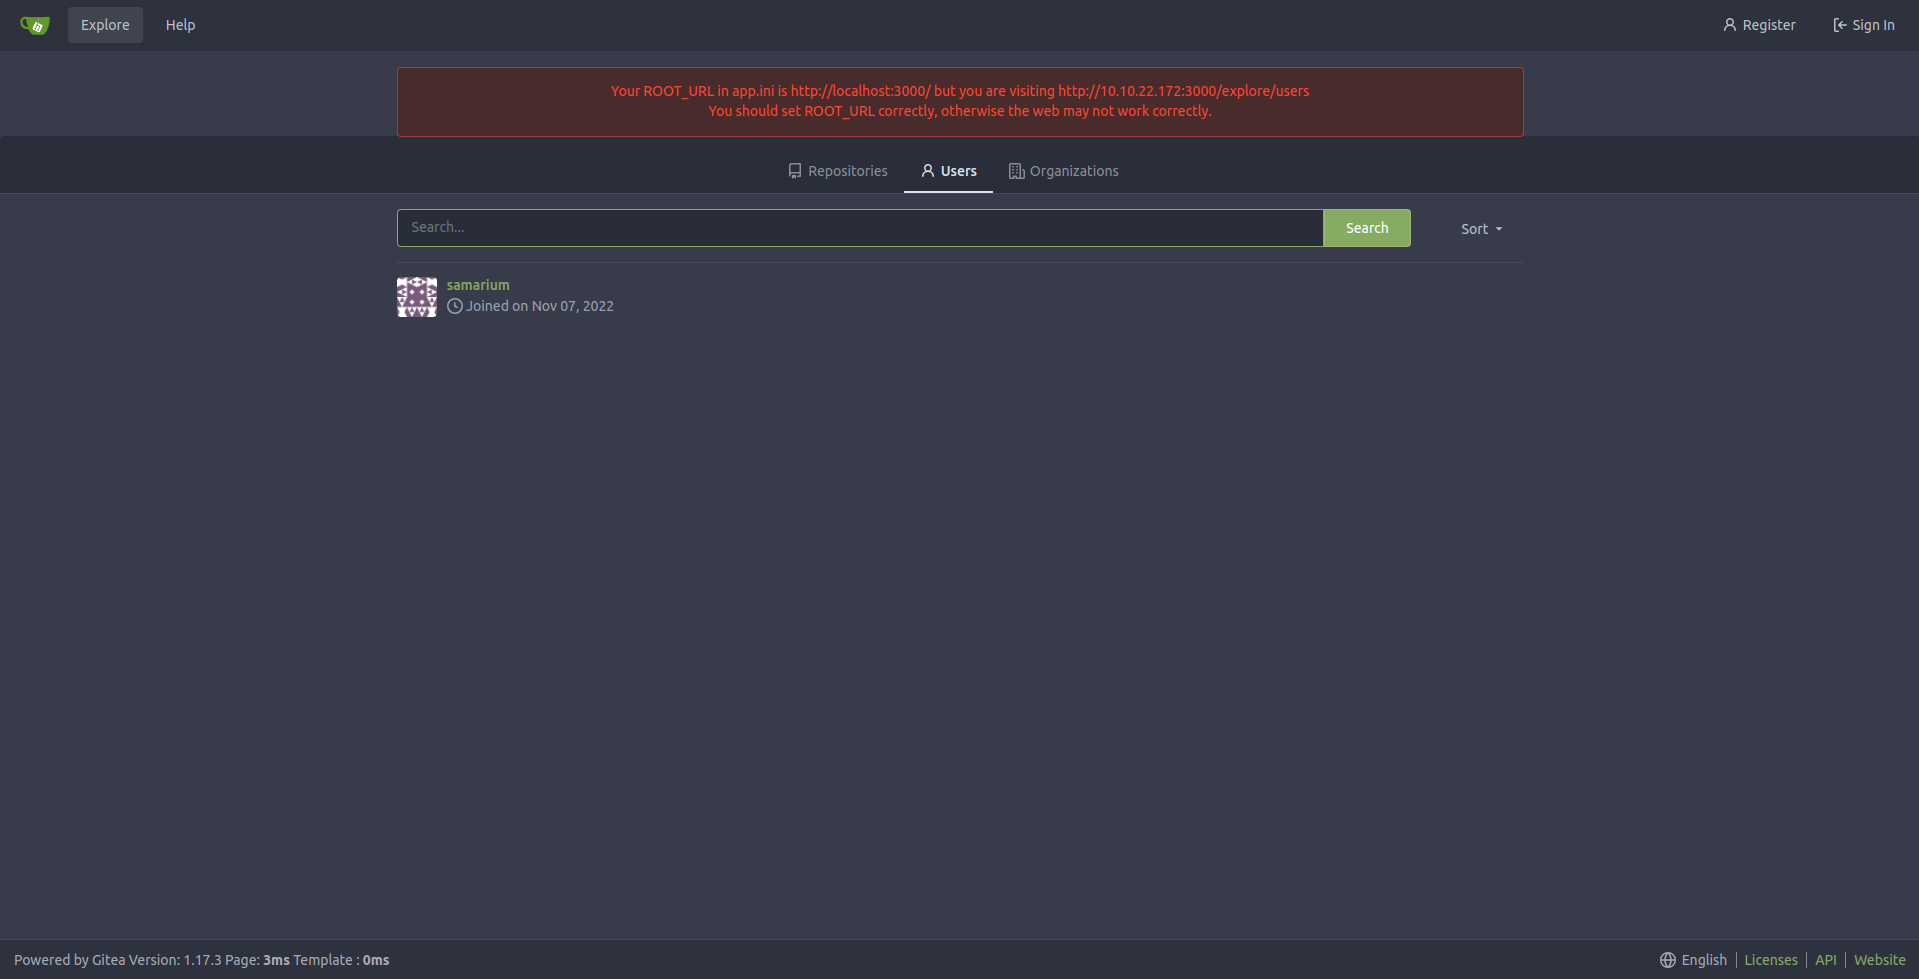 Explore Help Register Sign In
Your ROOT_URL in app.ini is http://localhost:3000/ but you are visiting http://10.10.22.172:3000/explore/users
You should set ROOT_URL correctly, otherwise the web may not work correctly.
Repositories Users Organizations
Search... Search Sort
samarium
Joined on Nov 07, 2022
Powered by Gitea Version: 1.17.3 Page: 3ms Template : 0ms English Licenses API Website